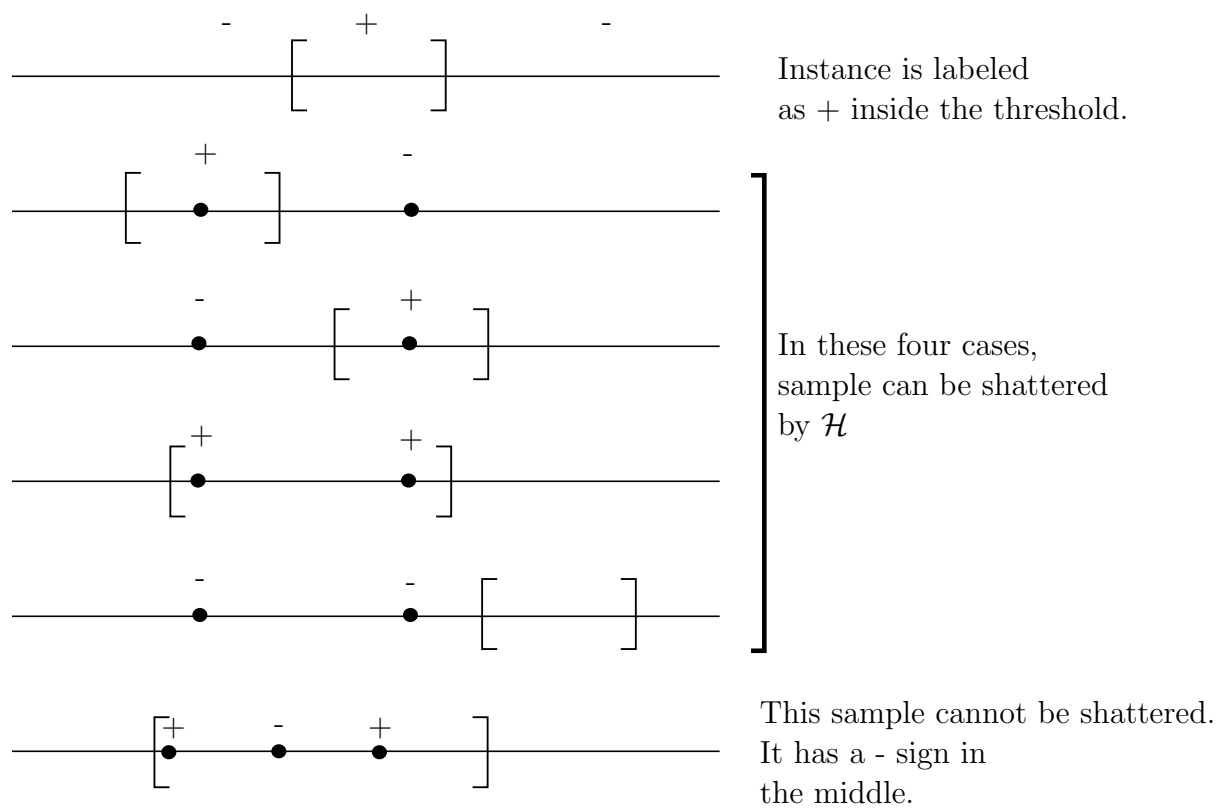 - + -
Instance is labeled
as + inside the threshold.
+ -
- +
In these four cases,
sample can be shattered
by ℋ
+ +
- -
+ - +
This sample cannot be shattered.
It has a - sign in
the middle.